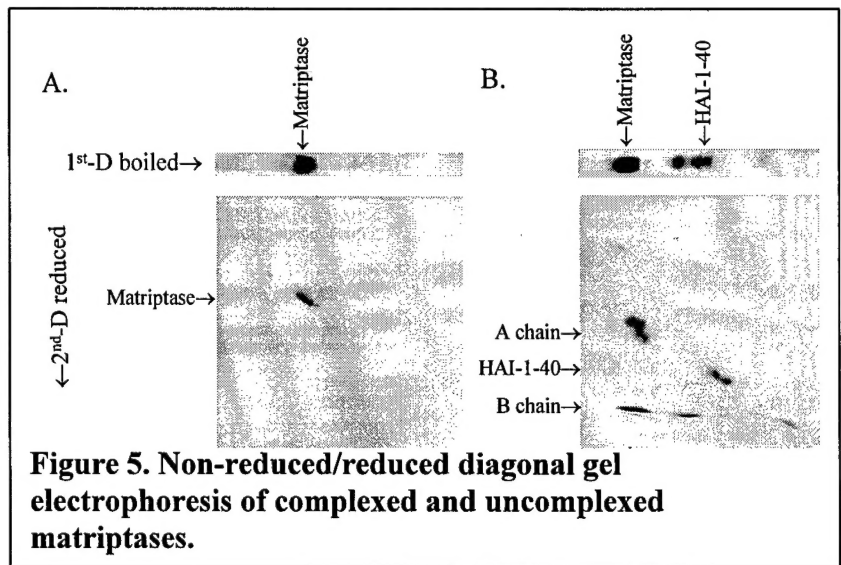 A.
←Matriptase
B.
←Matriptase
←HAI-1-40
1st-D boiled→
←2nd-D reduced
Matriptase→
A chain→
HAI-1-40→
B chain→
Figure 5. Non-reduced/reduced diagonal gel
electrophoresis of complexed and uncomplexed
matriptases.